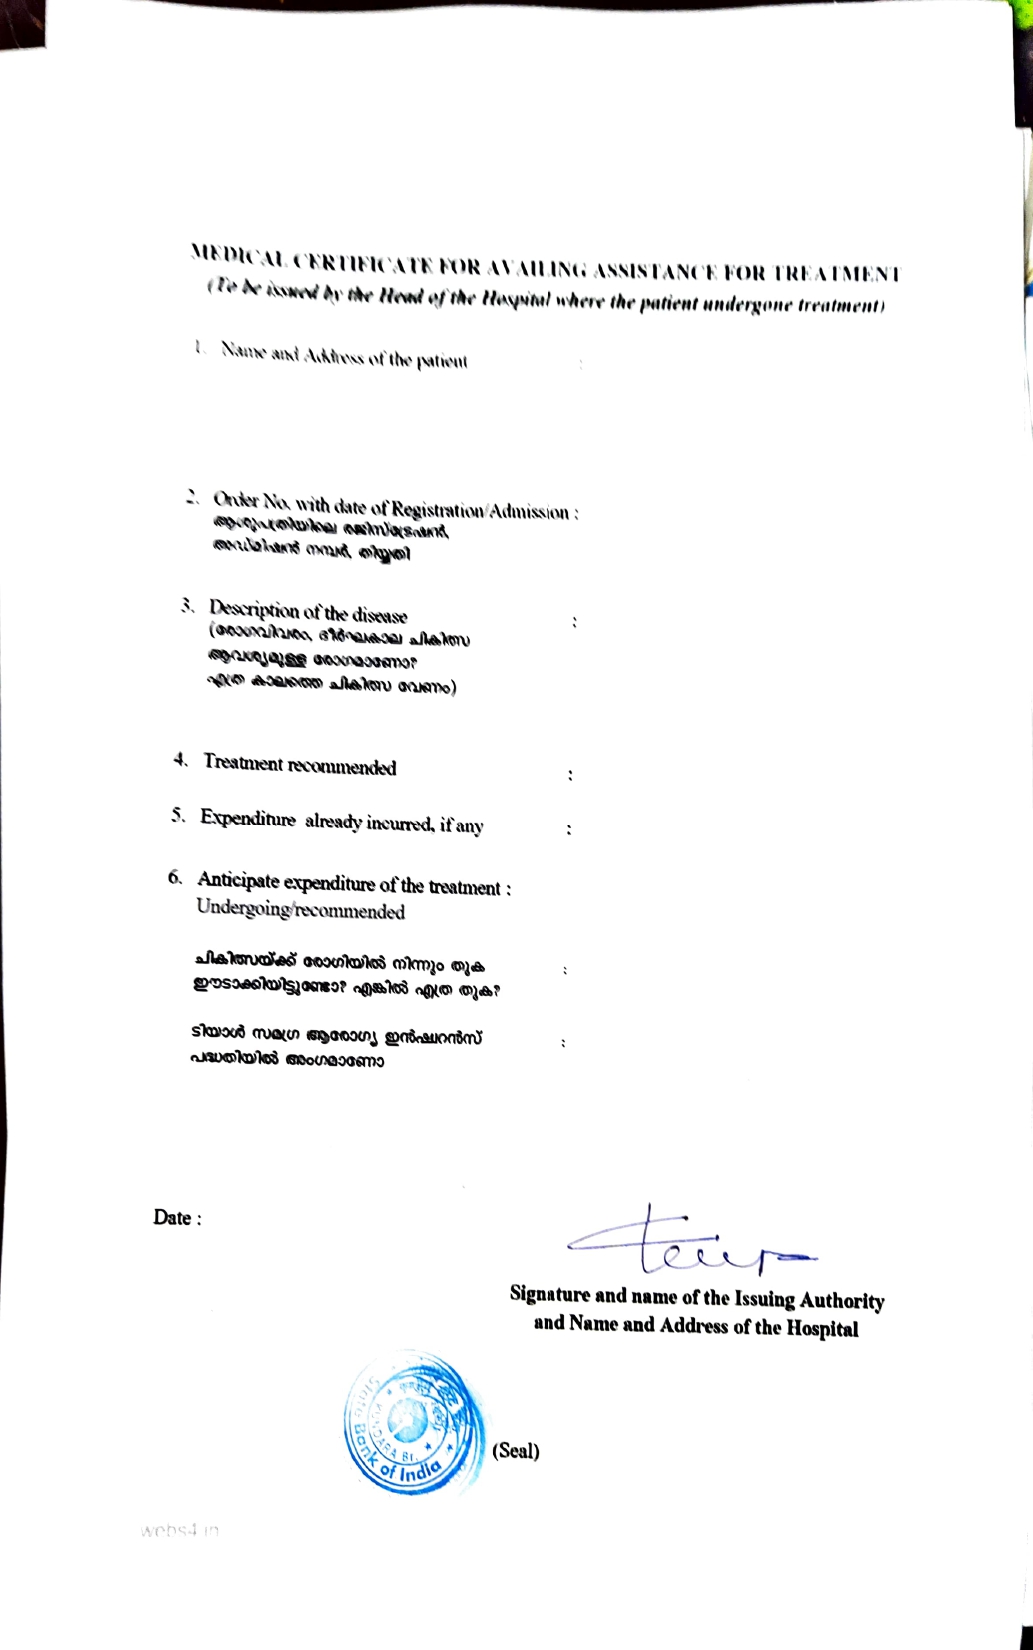 MEDICAL CERTIFICATE FOR AVAILING ASSISTANCE FOR TREATMENT
(To be issued by the Head of the Hospital where the patient undergone treatment)
1. Name and Address of the patient :
2. Order No. with date of Registration/Admission :
ആശുപത്രിയിലെ രജിസ്ട്രേഷൻ,
അഡ്മിഷൻ നമ്പർ, തിയ്യതി
3. Description of the disease :
(രോഗവിവരം, ദീർഘകാല ചികിത്സ
ആവശ്യമുള്ള രോഗമാണോ?
എത്ര കാലത്തെ ചികിത്സ വേണം)
4. Treatment recommended :
5. Expenditure already incurred, if any :
6. Anticipate expenditure of the treatment :
Undergoing/recommended
ചികിത്സയ്ക്ക് രോഗിയിൽ നിന്നും തുക :
ഈടാക്കിയിട്ടുണ്ടോ? എങ്കിൽ എത്ര തുക?
ടിയാൾ സമഗ്ര ആരോഗ്യ ഇൻഷുറൻസ് :
പദ്ധതിയിൽ അംഗമാണോ
Date :
Signature and name of the Issuing Authority
and Name and Address of the Hospital
State Bank of India
(Seal)
webs4.in